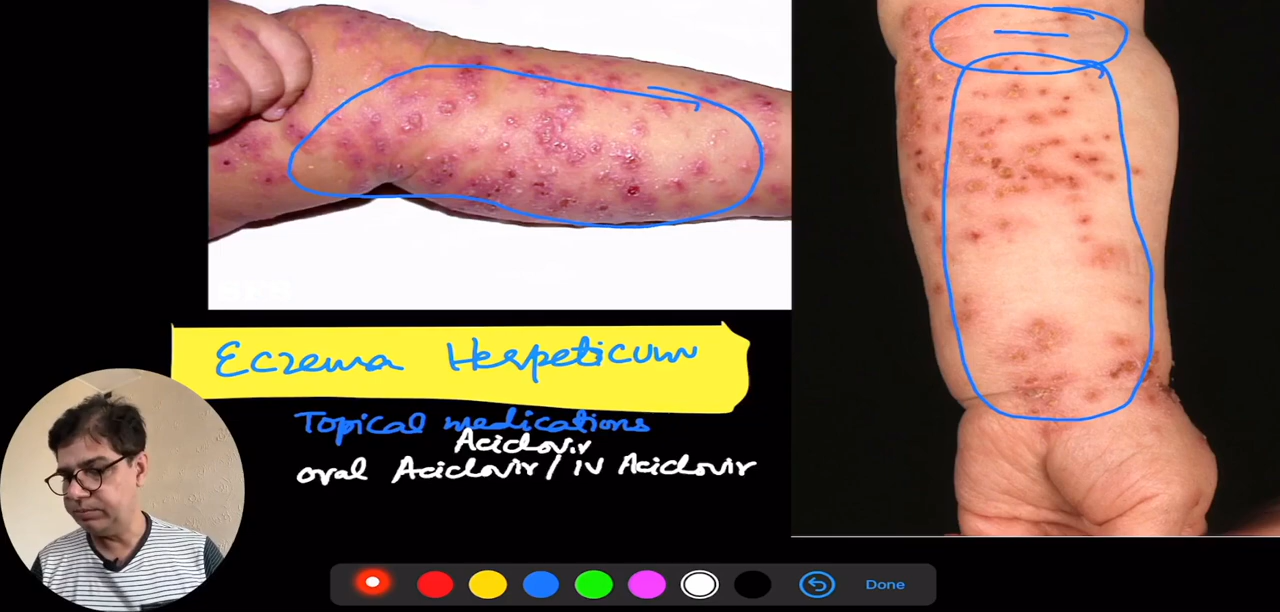 Eczema Herpeticum
Topical medications
Aciclovir
oral Aciclovir / IV Aciclovir
Done